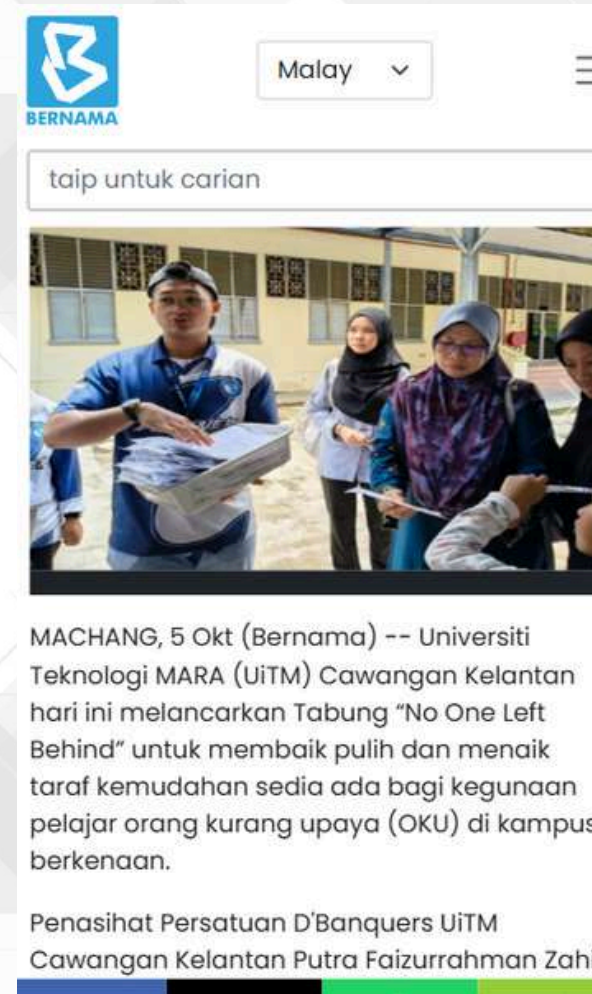 BERNAMA
Malay
taip untuk carian
MACHANG, 5 Okt (Bernama) -- Universiti
Teknologi MARA (UiTM) Cawangan Kelantan
hari ini melancarkan Tabung “No One Left
Behind” untuk membaik pulih dan menaik
taraf kemudahan sedia ada bagi kegunaan
pelajar orang kurang upaya (OKU) di kampus
berkenaan.
Penasihat Persatuan D'Banquers UiTM
Cawangan Kelantan Putra Faizurrahman Zahi